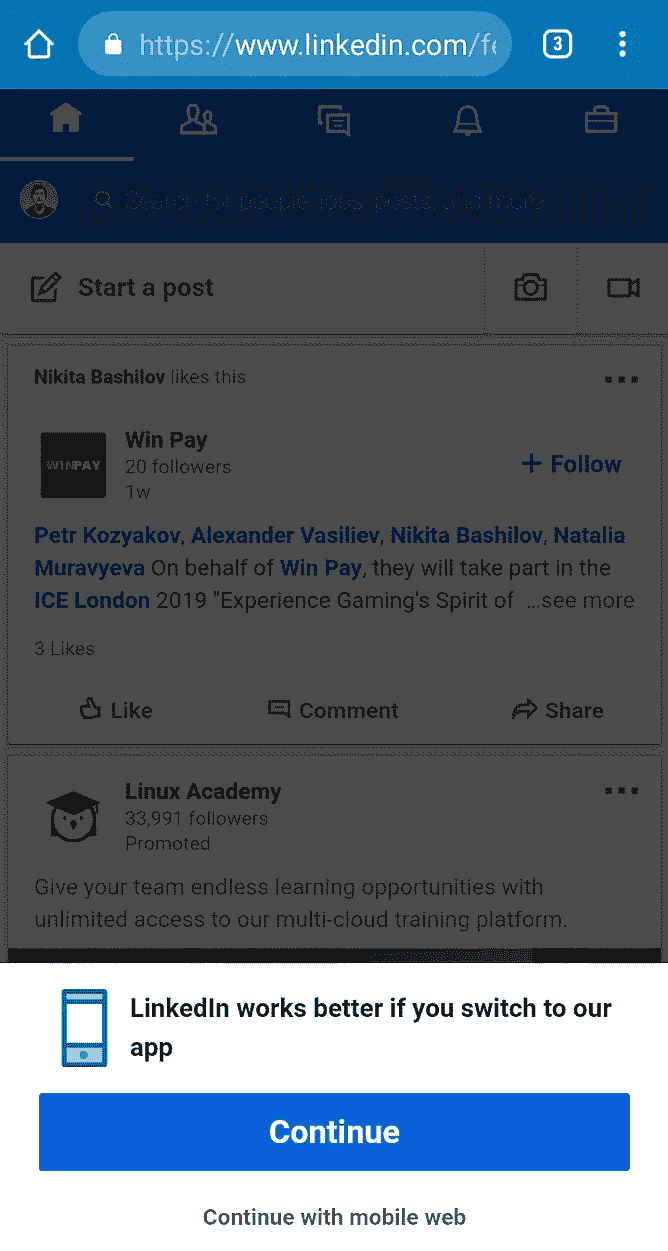 https://www.linkedin.com/fe
3
Search for people, jobs, posts, and more
Start a post
Nikita Bashilov likes this
WINPAY
Win Pay
20 followers
1w
+ Follow
Petr Kozyakov, Alexander Vasiliev, Nikita Bashilov, Natalia
Muravyeva On behalf of Win Pay, they will take part in the
ICE London 2019 "Experience Gaming's Spirit of ...see more
3 Likes
Like
Comment
Share
Linux Academy
33,991 followers
Promoted
Give your team endless learning opportunities with
unlimited access to our multi-cloud training platform.
LinkedIn works better if you switch to our
app
Continue
Continue with mobile web